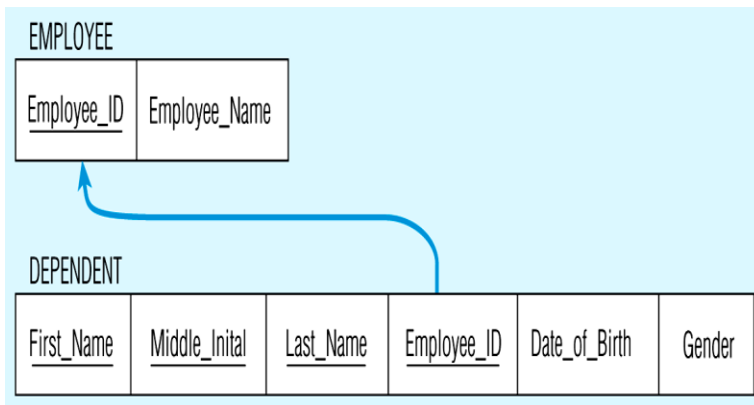 EMPLOYEE
Employee_ID Employee_Name
DEPENDENT
First_Name Middle_Inital Last_Name Employee_ID Date_of_Birth Gender